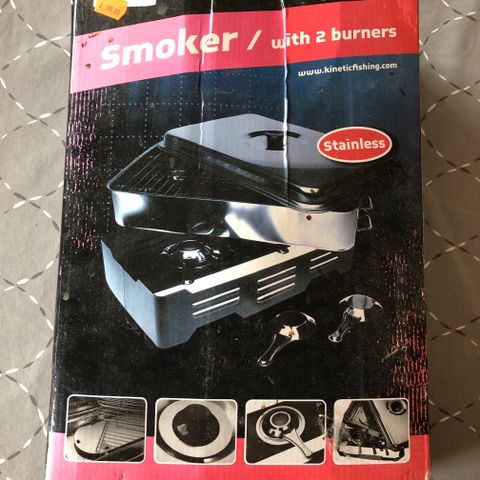 Smoker / with 2 burners
www.kineticfishing.com
Stainless